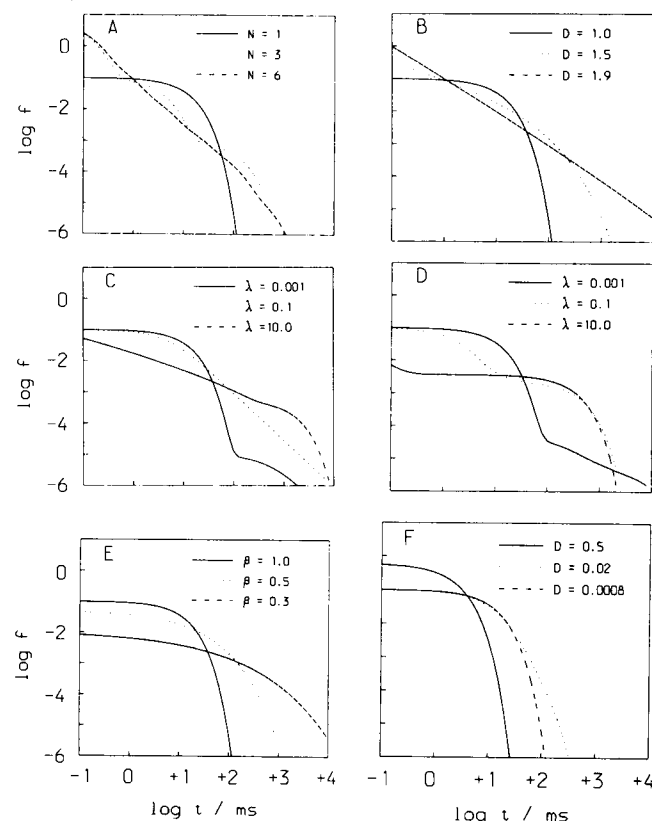 A
N = 1
N = 3
N = 6
B
D = 1.0
D = 1.5
D = 1.9
0
-2
-4
-6
log f
C
λ = 0.001
λ = 0.1
λ = 10.0
D
λ = 0.001
λ = 0.1
λ = 10.0
0
-2
-4
-6
log f
E
β = 1.0
β = 0.5
β = 0.3
F
D = 0.5
D = 0.02
D = 0.0008
0
-2
-4
-6
log f
-1 0 +1 +2 +3 +4
-1 0 +1 +2 +3 +4
log t / ms
log t / ms